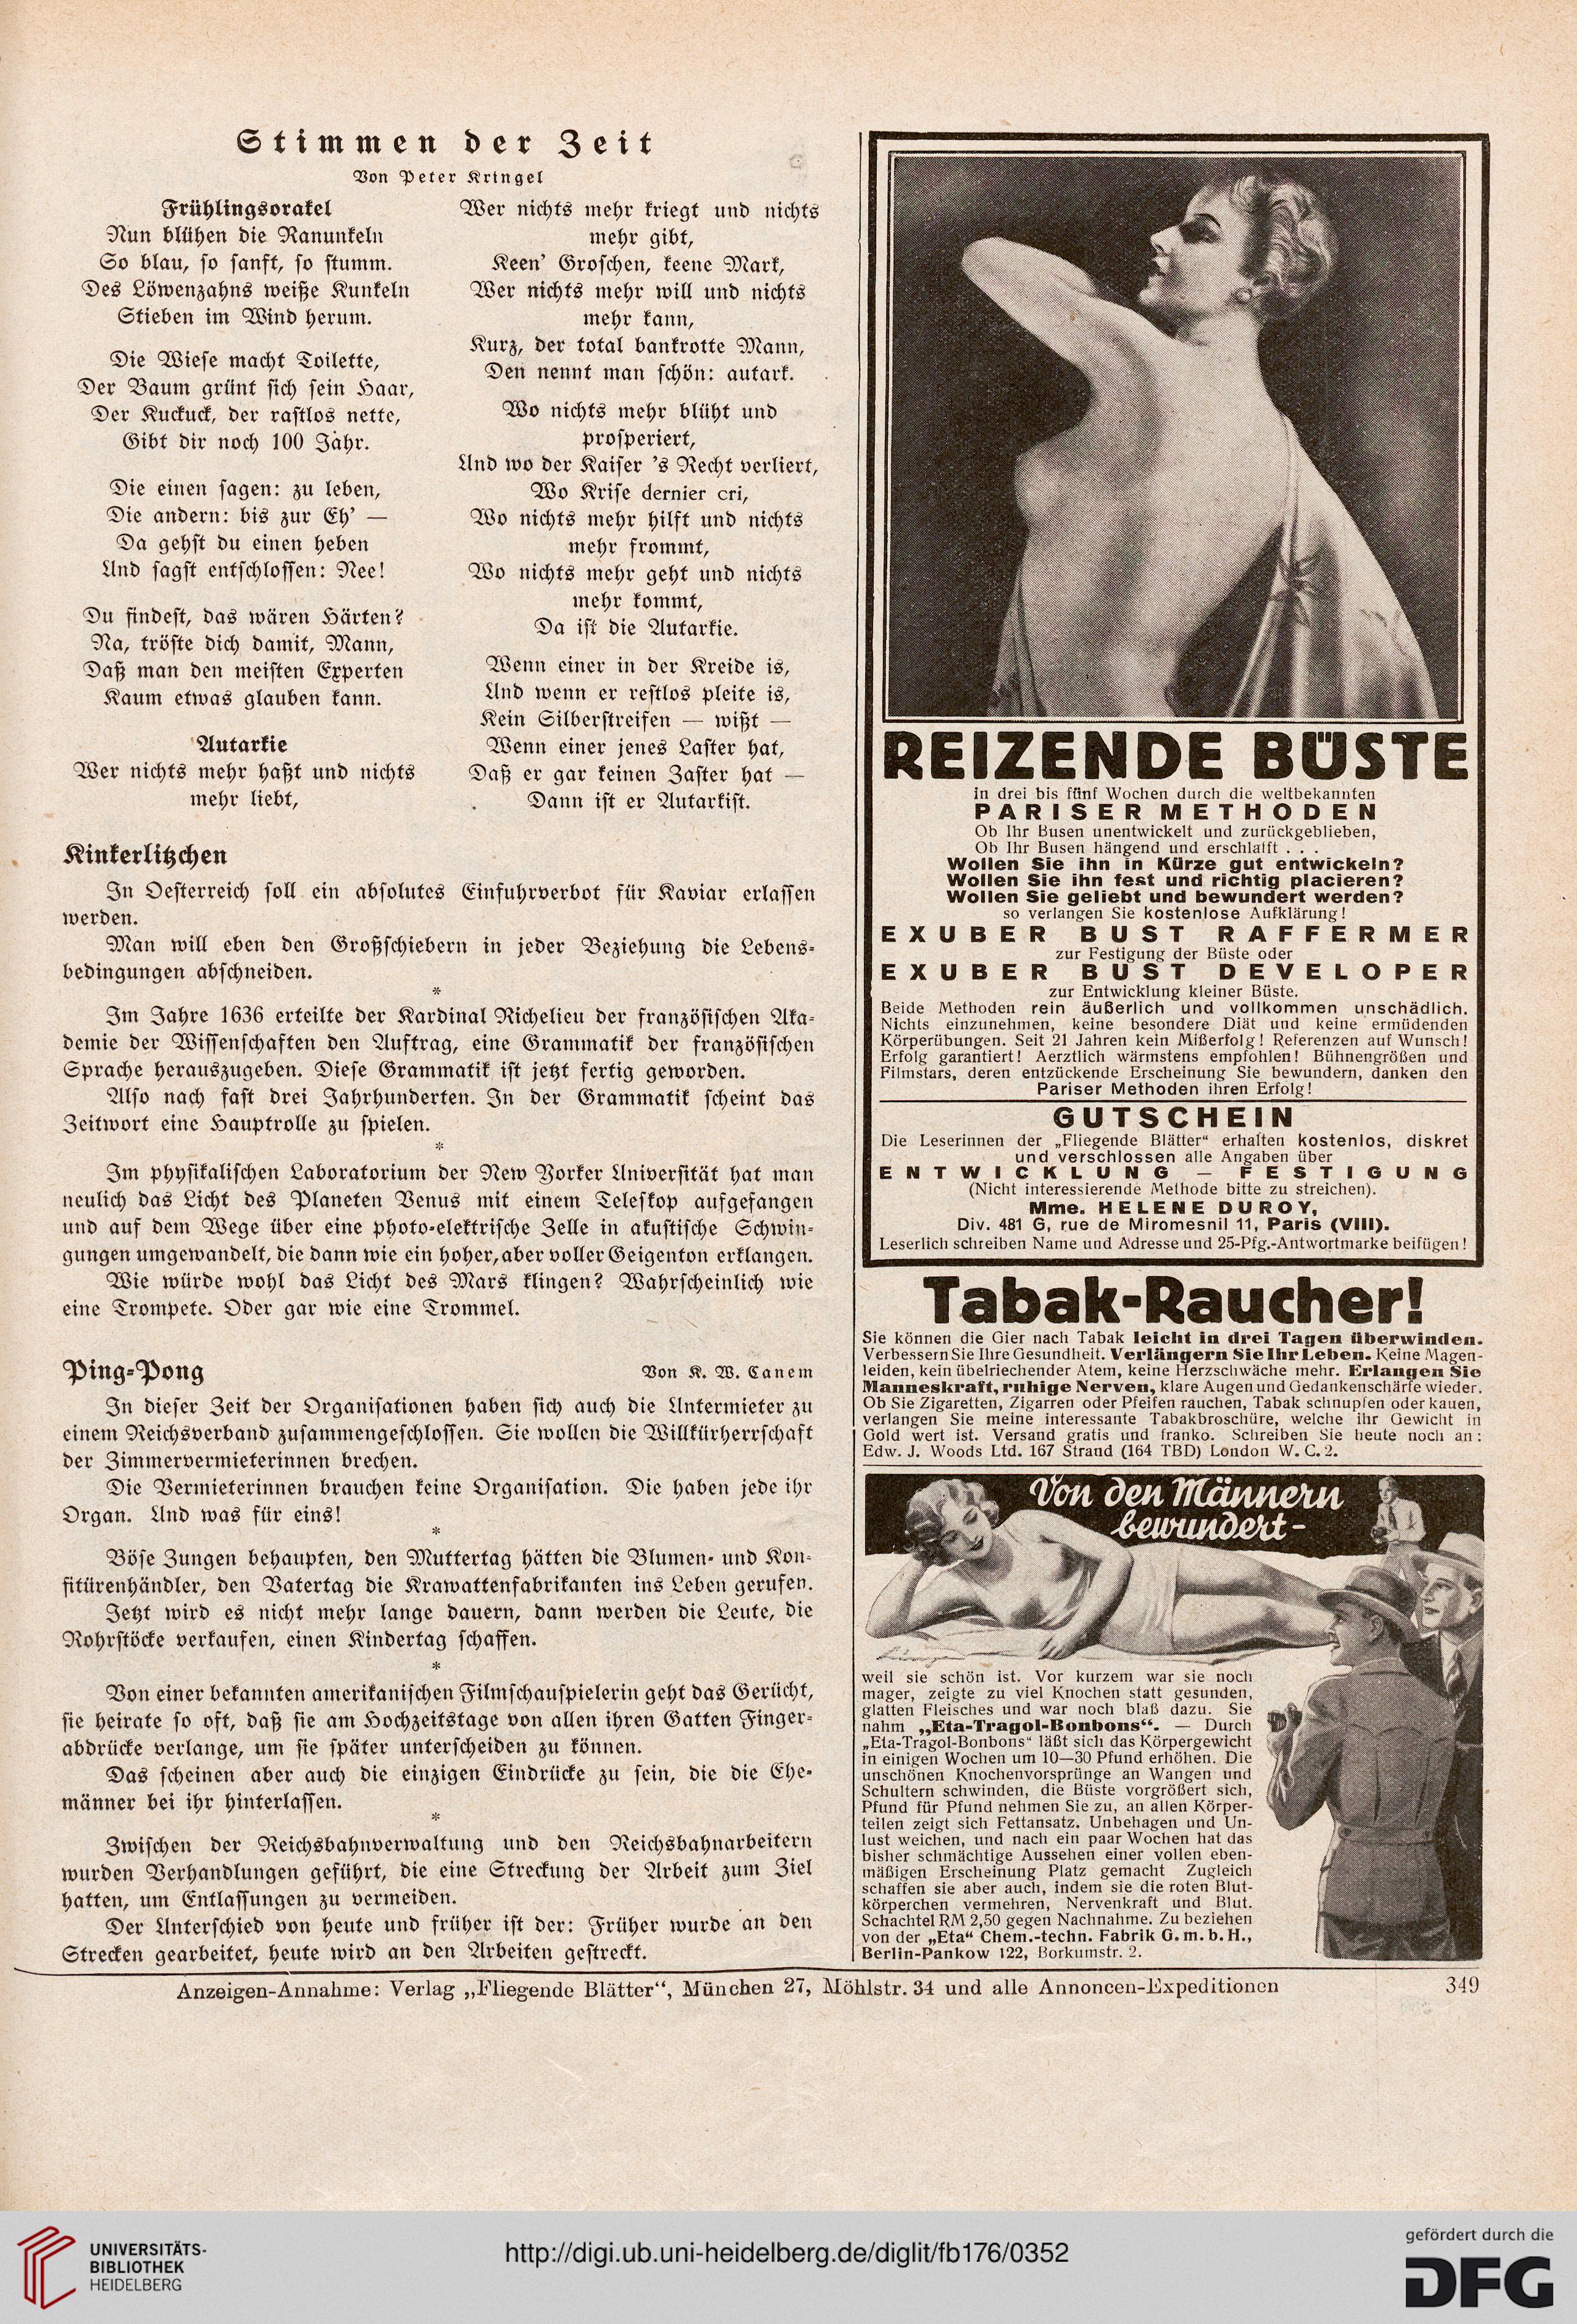 Stimmen der Zeit
Von Peter Kringel
Frühlingsorakel
Nun blühen die Ranunkeln
So blau, so sanft, so stumm.
Des Löwenzahns weiße Kunkeln
Stieben im Wind herum.
Die Wiese macht Toilette,
Der Baum grünt sich sein Haar,
Der Kuckuck, der rastlos nette,
Gibt dir noch 100 Jahr.
Die einen sagen: zu leben,
Die andern: bis zur Eh' —
Da gehst du einen heben
Und sagst entschlossen: Nee!
Du findest, das wären Härten?
Na, tröste dich damit, Mann,
Daß man den meisten Experten
Kaum etwas glauben kann.
Autarkie
Wer nichts mehr haßt und nichts
mehr liebt,
Wer nichts mehr kriegt und nichts
mehr gibt,
Keen' Groschen, keene Mark,
Wer nichts mehr will und nichts
mehr kann,
Kurz, der total bankrotte Mann,
Den nennt man schön: autark.
Wo nichts mehr blüht und
prosperiert,
Und wo der Kaiser 's Recht verliert,
Wo Krise dernier cri,
Wo nichts mehr hilft und nichts
mehr frommt,
Wo nichts mehr geht und nichts
mehr kommt,
Da ist die Autarkie.
Wenn einer in der Kreide is,
Und wenn er restlos pleite is,
Kein Silberstreifen — wißt —
Wenn einer jenes Laster hat,
Daß er gar keinen Zaster hat —
Dann ist er Autarkist.
Kinkerlitzchen
In Oesterreich soll ein absolutes Einfuhrverbot für Kaviar erlassen
werden.
Man will eben den Großschiebern in jeder Beziehung die Lebens-
bedingungen abschneiden.
*
Im Jahre 1636 erteilte der Kardinal Richelieu der französischen Aka-
demie der Wissenschaften den Auftrag, eine Grammatik der französischen
Sprache herauszugeben. Diese Grammatik ist jetzt fertig geworden.
Also nach fast drei Jahrhunderten. In der Grammatik scheint das
Zeitwort eine Hauptrolle zu spielen.
*
Im physikalischen Laboratorium der New Yorker Universität hat man
neulich das Licht des Planeten Venus mit einem Teleskop aufgefangen
und auf dem Wege über eine photo-elektrische Zelle in akustische Schwin-
gungen umgewandelt, die dann wie ein hoher, aber voller Geigenton erklangen.
Wie würde wohl das Licht des Mars klingen? Wahrscheinlich wie
eine Trompete. Oder gar wie eine Trommel.
Ping-Pong Von K. W. Canem
In dieser Zeit der Organisationen haben sich auch die Untermieter zu
einem Reichsverband zusammengeschlossen. Sie wollen die Willkürherrschaft
der Zimmervermieterinnen brechen.
Die Vermieterinnen brauchen keine Organisation. Die haben jede ihr
Organ. Und was für eins!
*
Böse Zungen behaupten, den Muttertag hätten die Blumen- und Kon-
fitürenhändler, den Vatertag die Krawattenfabrikanten ins Leben gerufen.
Jetzt wird es nicht mehr lange dauern, dann werden die Leute, die
Rohrstöcke verkaufen, einen Kindertag schaffen.
*
Von einer bekannten amerikanischen Filmschauspielerin geht das Gerücht,
sie heirate so oft, daß sie am Hochzeitstage von allen ihren Gatten Finger-
abdrücke verlange, um sie später unterscheiden zu können.
Das scheinen aber auch die einzigen Eindrücke zu sein, die die Ehe-
männer bei ihr hinterlassen.
*
Zwischen der Reichsbahnverwaltung und den Reichsbahnarbeitern
wurden Verhandlungen geführt, die eine Streckung der Arbeit zum Ziel
hatten, um Entlassungen zu vermeiden.
Der Unterschied von heute und früher ist der: Früher wurde an den
Strecken gearbeitet, heute wird an den Arbeiten gestreckt.
REIZENDE BÜSTE
in drei bis fünf Wochen durch die weltbekannten
PARISER METHODEN
Ob Ihr Busen unentwickelt und zurückgeblieben,
Ob Ihr Busen hängend und erschlafft . . .
Wollen Sie ihn in Kürze gut entwickeln?
Wollen Sie ihn fest und richtig placieren?
Wollen Sie geliebt und bewundert werden?
so verlangen Sie kostenlose Aufklärung!
EXUBER BUST RAFFERMER
zur Festigung der Büste oder
EXUBER BUST DEVELOPER
zur Entwicklung kleiner Büste.
Beide Methoden rein äußerlich und vollkommen unschädlich.
Nichts einzunehmen, keine besondere Diät und keine ermüdenden
Körperübungen. Seit 21 Jahren kein Mißerfolg! Referenzen auf Wunsch!
Erfolg garantiert! Aerztlich wärmstens empfohlen! Bühnengrößen und
Filmstars, deren entzückende Erscheinung Sie bewundern, danken den
Pariser Methoden ihren Erfolg!
GUTSCHEIN
Die Leserinnen der „Fliegende Blätter“ erhalten kostenlos, diskret
und verschlossen alle Angaben über
ENTWICKLUNG — FESTIGUNG
(Nicht interessierende Methode bitte zu streichen).
Mme. HELENE DUROY,
Div. 481 G, rue de Miromesnil 11, Paris (VIII).
Leserlich schreiben Name und Adresse und 25-Pfg.-Antwortmarke beifügen!
Tabak-Raucher!
Sie können die Gier nach Tabak leicht in drei Tagen überwinden.
Verbessern Sie Ihre Gesundheit. Verlängern Sie Ihr Leben. Keine Magen-
leiden, kein übelriechender Atem, keine Herzschwäche mehr. Erlangen Sie
Manneskraft, ruhige Nerven, klare Augen und Gedankenschärfe wieder.
Ob Sie Zigaretten, Zigarren oder Pfeifen rauchen, Tabak schnupfen oder kauen,
verlangen Sie meine interessante Tabakbroschüre, welche ihr Gewicht in
Gold wert ist. Versand gratis und franko. Schreiben Sie heute noch an:
Edw. J. Woods Ltd. 167 Strand (164 TBD) London W. C. 2.
Von den Männern
bewundert-
weil sie schön ist. Vor kurzem war sie noch
mager, zeigte zu viel Knochen statt gesunden,
glatten Fleisches und war noch blaß dazu. Sie
nahm „Eta-Tragol-Bonbons“. — Durch
„Eta-Tragol-Bonbons“ läßt sich das Körpergewicht
in einigen Wochen um 10—30 Pfund erhöhen. Die
unschönen Knochenvorsprünge an Wangen und
Schultern schwinden, die Büste vorgrößert sich,
Pfund für Pfund nehmen Sie zu, an allen Körper-
teilen zeigt sich Fettansatz. Unbehagen und Un-
lust weichen, und nach ein paar Wochen hat das
bisher schmächtige Aussehen einer vollen eben-
mäßigen Erscheinung Platz gemacht Zugleich
schaffen sie aber auch, indem sie die roten Blut-
körperchen vermehren, Nervenkraft und Blut.
Schachtel RM 2,50 gegen Nachnahme. Zu beziehen
von der „Eta“ Chem.-techn. Fabrik G. m. b. H.,
Berlin-Pankow 122, Borkumstr. 2.
Anzeigen-Annahme: Verlag „Fliegende Blätter“, München 27, Möhlstr. 34 und alle Annoncen-Expeditionen 349
UNIVERSITÄTS-
BIBLIOTHEK
HEIDELBERG
http://digi.ub.uni-heidelberg.de/diglit/fb176/0352
gefördert durch die
DFG